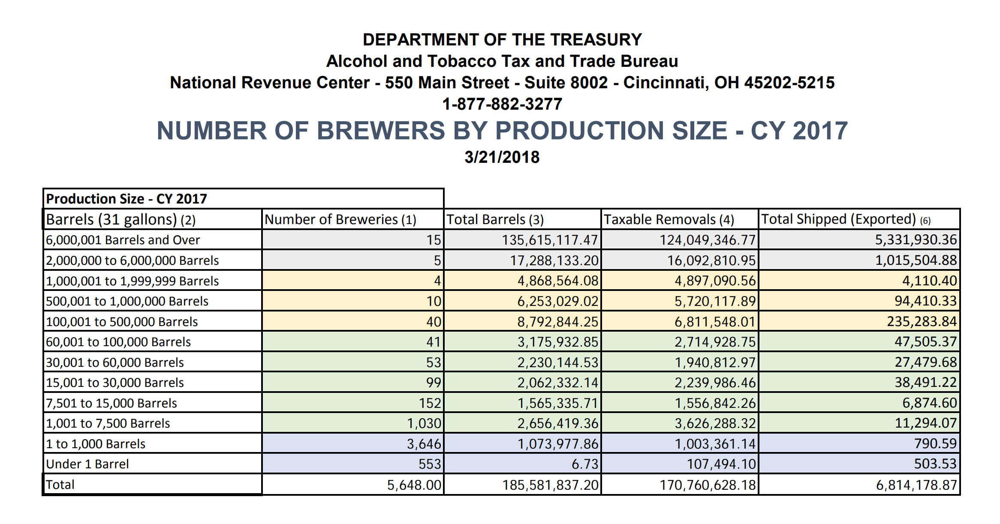 DEPARTMENT OF THE TREASURY
Alcohol and Tobacco Tax and Trade Bureau
National Revenue Center - 550 Main Street - Suite 8002 - Cincinnati, OH 45202-5215
1-877-882-3277
NUMBER OF BREWERS BY PRODUCTION SIZE - CY 2017
3/21/2018
Production Size - CY 2017
Barrels (31 gallons) (2) Number of Breweries (1) Total Barrels (3) Taxable Removals (4) Total Shipped (Exported) (6)
6,000,001 Barrels and Over 15 135,615,117.47 124,049,346.77 5,331,930.36
2,000,000 to 6,000,000 Barrels 5 17,288,133.20 16,092,810.95 1,015,504.88
1,000,001 to 1,999,999 Barrels 4 4,868,564.08 4,897,090.56 4,110.40
500,001 to 1,000,000 Barrels 10 6,253,029.02 5,720,117.89 94,410.33
100,001 to 500,000 Barrels 40 8,792,844.25 6,811,548.01 235,283.84
60,001 to 100,000 Barrels 41 3,175,932.85 2,714,928.75 47,505.37
30,001 to 60,000 Barrels 53 2,230,144.53 1,940,812.97 27,479.68
15,001 to 30,000 Barrels 99 2,062,332.14 2,239,986.46 38,491.22
7,501 to 15,000 Barrels 152 1,565,335.71 1,556,842.26 6,874.60
1,001 to 7,500 Barrels 1,030 2,656,419.36 3,626,288.32 11,294.07
1 to 1,000 Barrels 3,646 1,073,977.86 1,003,361.14 790.59
Under 1 Barrel 553 6.73 107,494.10 503.53
Total 5,648.00 185,581,837.20 170,760,628.18 6,814,178.87